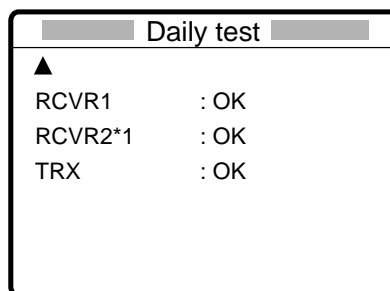 Daily test
▲
RCVR1 : OK
RCVR2*1 : OK
TRX : OK